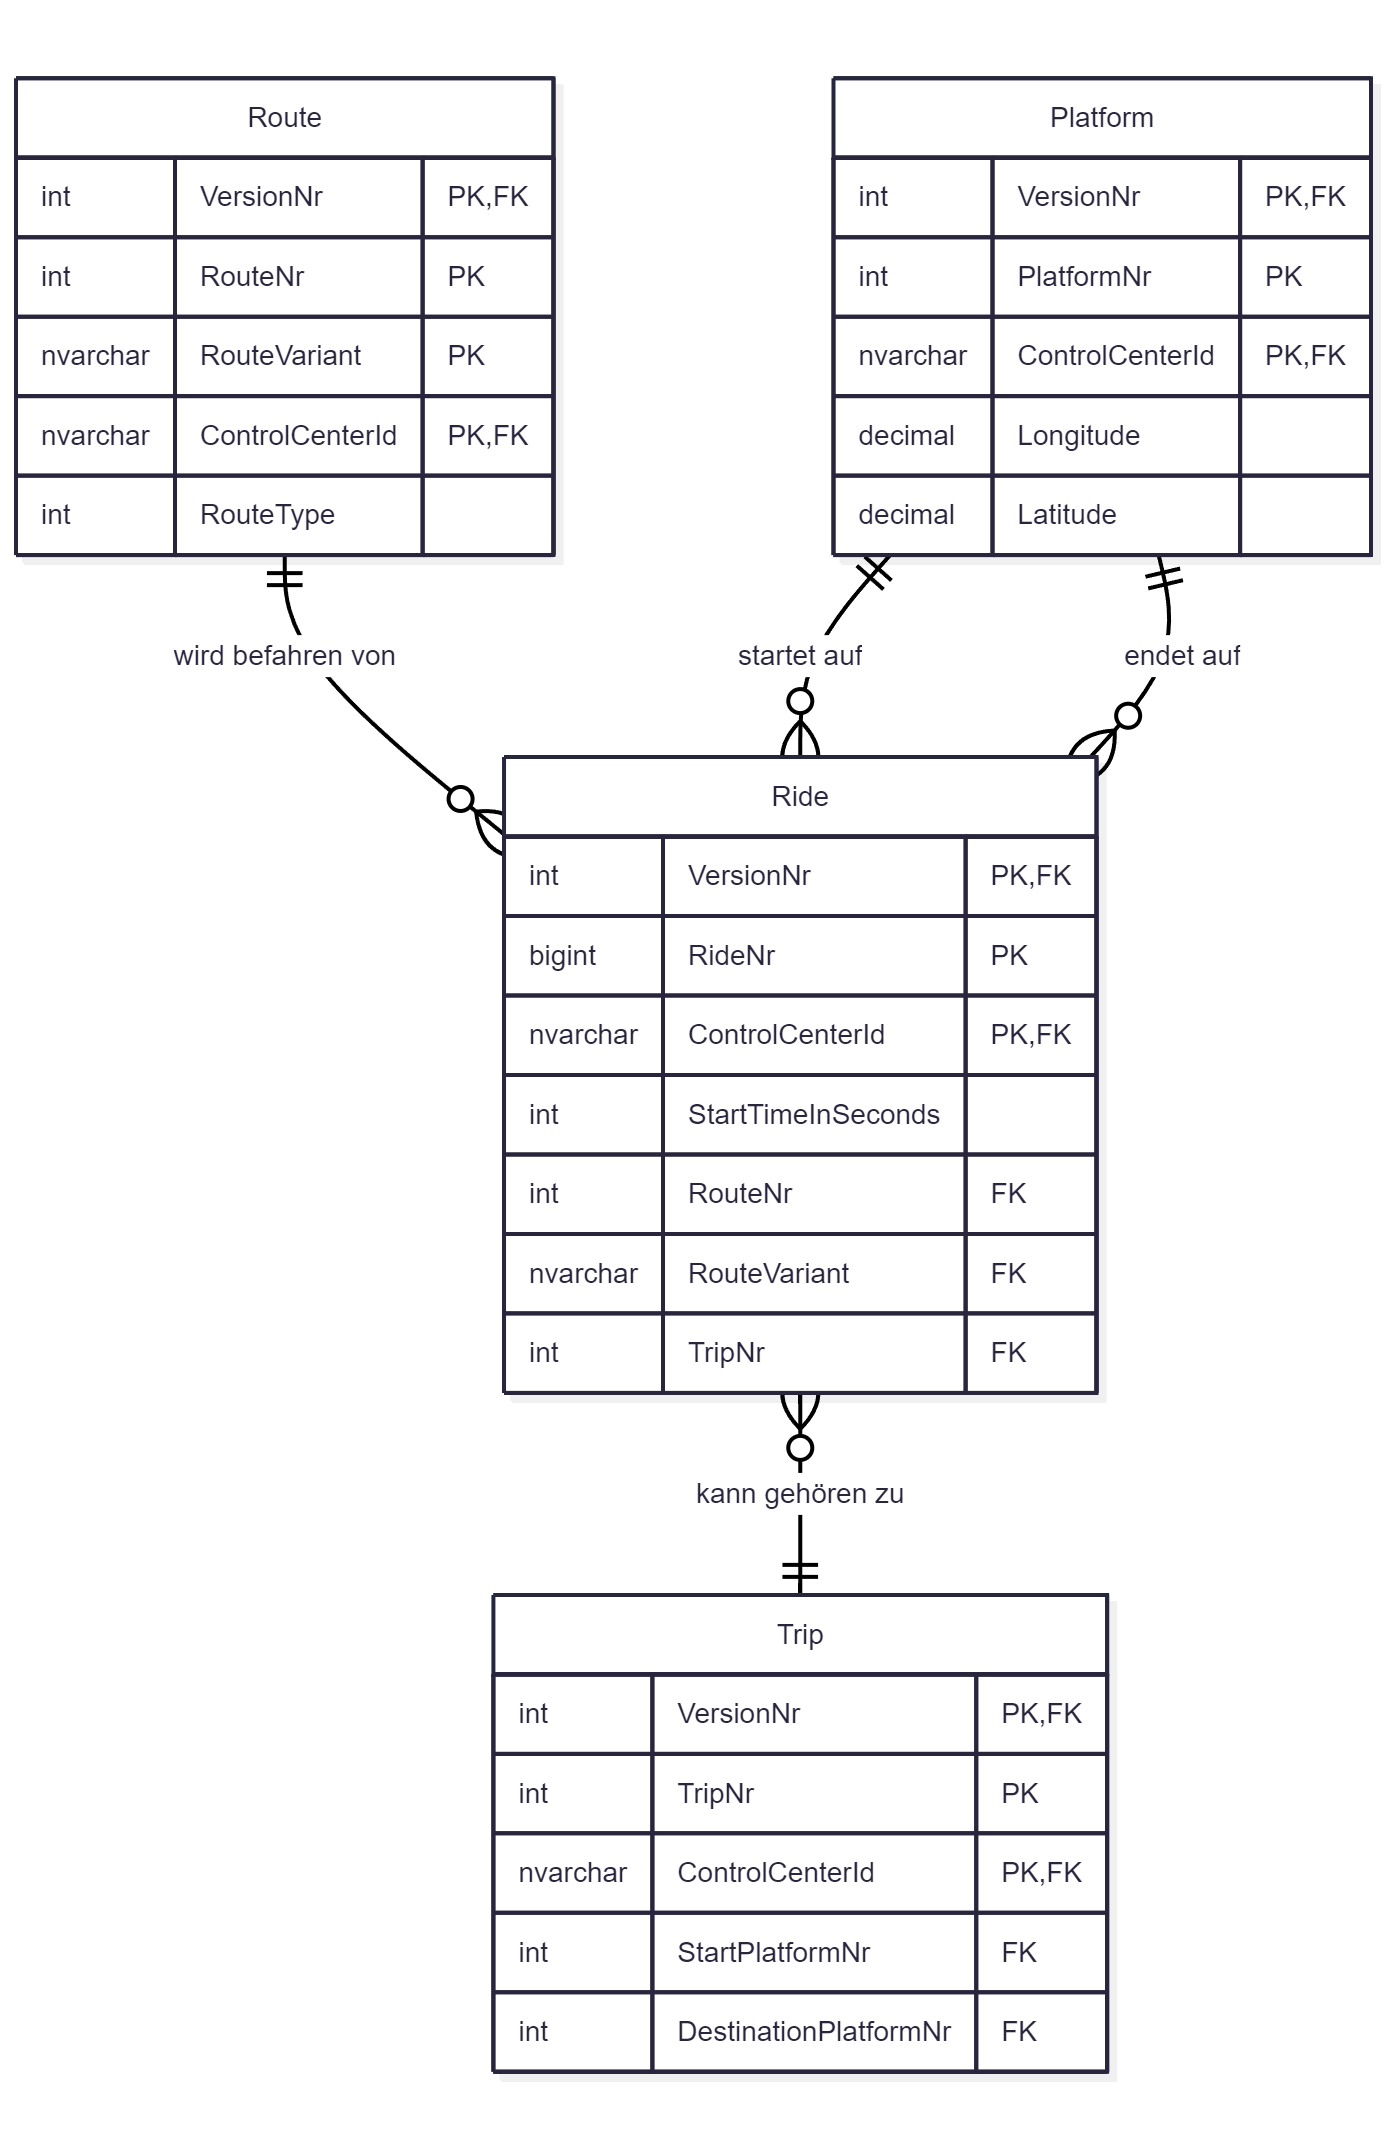 Route
int VersionNr PK,FK
int RouteNr PK
nvarchar RouteVariant PK
nvarchar ControlCenterId PK,FK
int RouteType
Platform
int VersionNr PK,FK
int PlatformNr PK
nvarchar ControlCenterId PK,FK
decimal Longitude
decimal Latitude
wird befahren von
startet auf
endet auf
Ride
int VersionNr PK,FK
bigint RideNr PK
nvarchar ControlCenterId PK,FK
int StartTimeInSeconds
int RouteNr FK
nvarchar RouteVariant FK
int TripNr FK
kann gehören zu
Trip
int VersionNr PK,FK
int TripNr PK
nvarchar ControlCenterId PK,FK
int StartPlatformNr FK
int DestinationPlatformNr FK